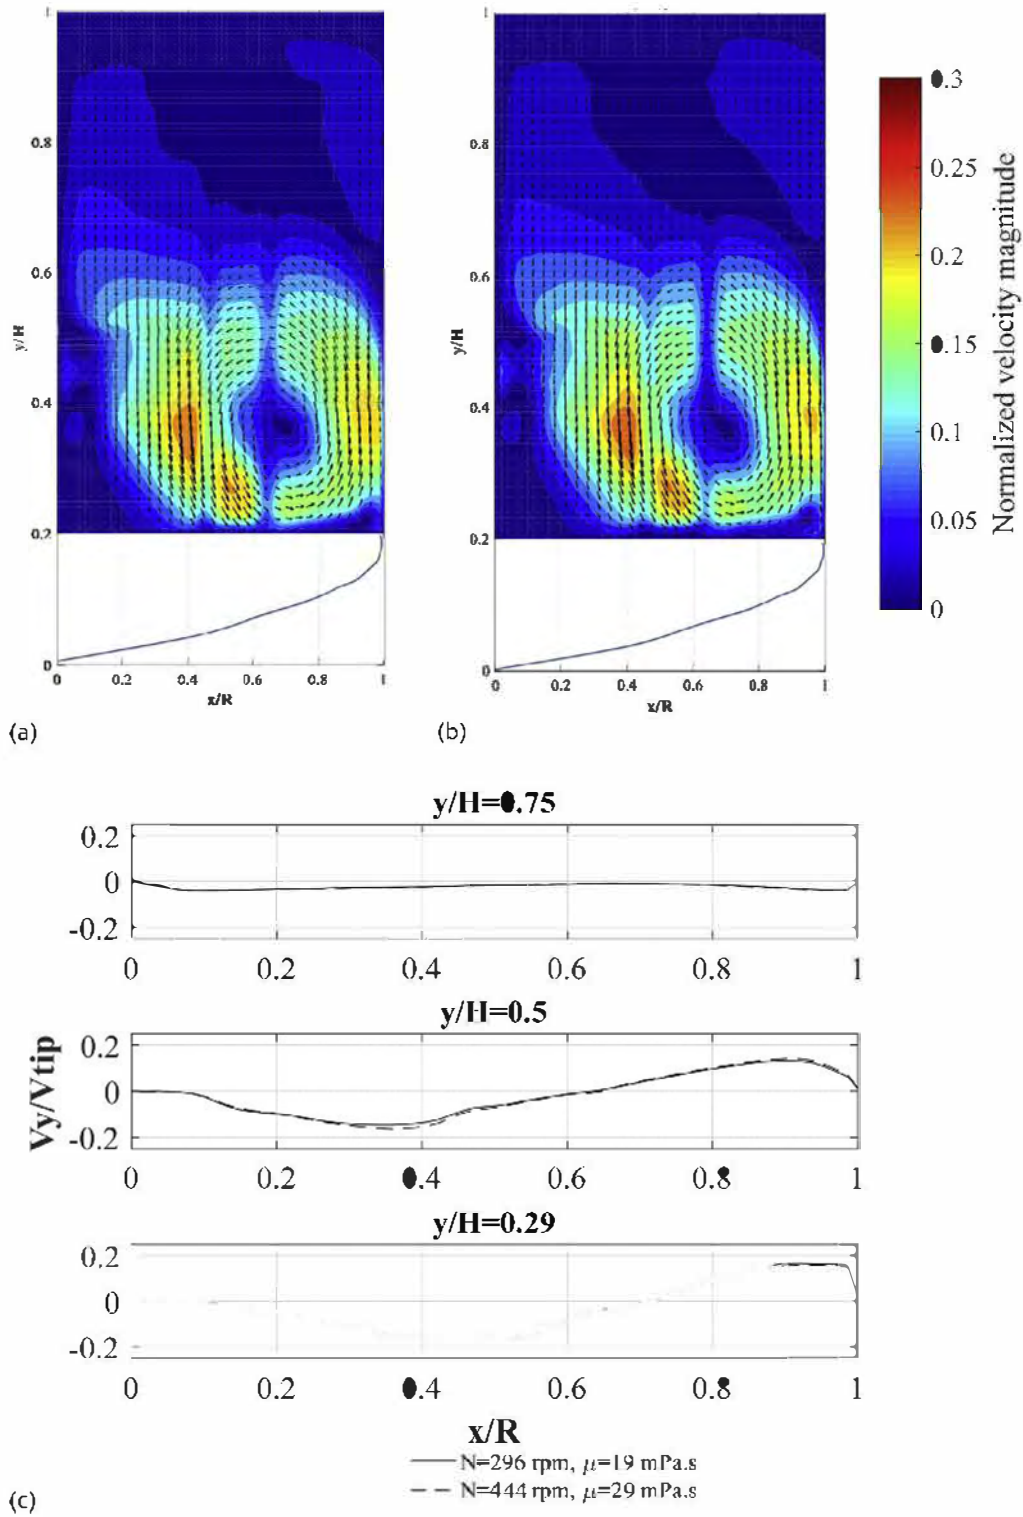 1
0.8
0.6
y/H
0.4
0.2
0
0 0.2 0.4 0.6 0.8 1
x/R
(a)
1
0.8
0.6
y/H
0.4
0.2
0
0 0.2 0.4 0.6 0.8 1
x/R
(b)
0.3
0.25
0.2
0.15
0.1
0.05
0
Normalized velocity magnitude
y/H=0.75
0.2
0
-0.2
0 0.2 0.4 0.6 0.8 1
y/H=0.5
Vy/Vtip
0.2
0
-0.2
0 0.2 0.4 0.6 0.8 1
y/H=0.29
0.2
0
-0.2
0 0.2 0.4 0.6 0.8 1
x/R
N=296 rpm, μ=19 mPa.s
N=444 rpm, μ=29 mPa.s
(c)